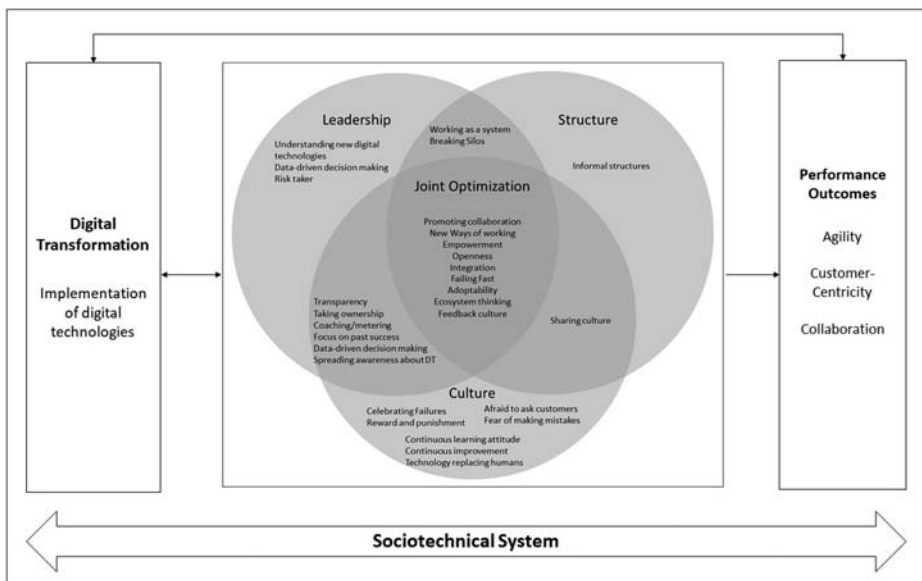 Leadership
Structure
Understanding new digital
technologies
Data-driven decision making
Risk taker
Working as a system
Breaking Silos
Informal structures
Digital
Transformation
Implementation
of digital
technologies
Joint Optimization
Promoting collaboration
New Ways of working
Empowerment
Openness
Integration
Failing Fast
Adoptability
Ecosystem thinking
Feedback culture
Performance
Outcomes
Agility
Customer-
Centricity
Collaboration
Transparency
Taking ownership
Coaching/metering
Focus on past success
Data-driven decision making
Spreading awareness about DT
Sharing culture
Culture
Celebrating Failures
Reward and punishment
Afraid to ask customers
Fear of making mistakes
Continuous learning attitude
Continuous improvement
Technology replacing humans
Sociotechnical System